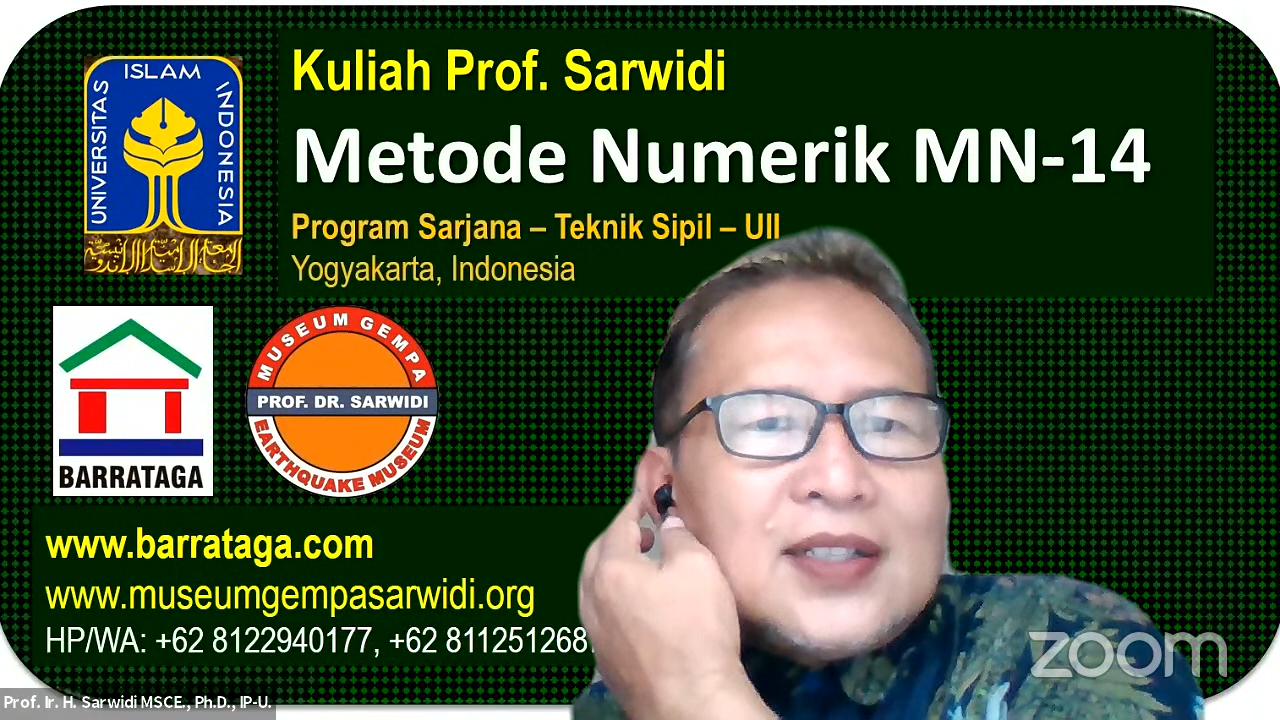 Kuliah Prof. Sarwidi
Metode Numerik MN-14
Program Sarjana – Teknik Sipil – UII
Yogyakarta, Indonesia
UNIVERSITAS ISLAM INDONESIA
BARRATAGA
MUSEUM GEMPA
PROF. DR. SARWIDI
EARTHQUAKE MUSEUM
www.barrataga.com
www.museumgempasarwidi.org
HP/WA: +62 8122940177, +62 811251268
zoom
Prof. Ir. H. Sarwidi MSCE., Ph.D., IP-U.